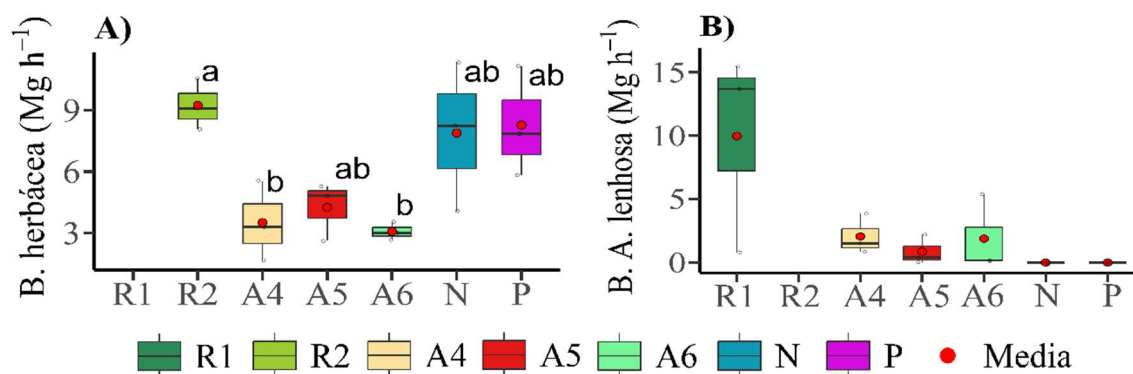 A)
B. herbácea (Mg h⁻¹)
9
6
3
a
b
ab
b
ab
ab
R1 R2 A4 A5 A6 N P
B)
B. A. lenhosa (Mg h⁻¹)
15
10
5
0
R1 R2 A4 A5 A6 N P
R1 R2 A4 A5 A6 N P Media